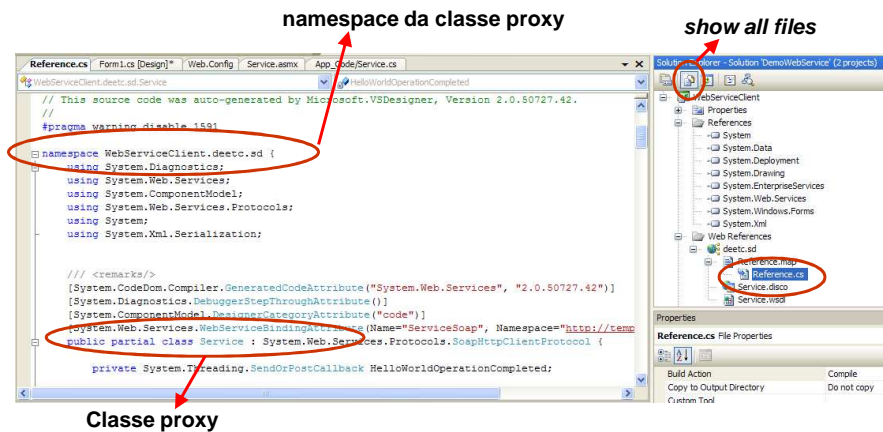 namespace da classe proxy
show all files
Reference.cs Form1.cs [Design]* Web.Config Service.asmx App_Code/Service.cs
WebServiceClient.deetc.sd.Service HelloWorldOperationCompleted
// This source code was auto-generated by Microsoft.VSDesigner, Version 2.0.50727.42.
//
#pragma warning disable 1591
namespace WebServiceClient.deetc.sd {
using System.Diagnostics;
using System.Web.Services;
using System.ComponentModel;
using System.Web.Services.Protocols;
using System;
using System.Xml.Serialization;
/// <remarks/>
[System.CodeDom.Compiler.GeneratedCodeAttribute("System.Web.Services", "2.0.50727.42")]
[System.Diagnostics.DebuggerStepThroughAttribute()]
[System.ComponentModel.DesignerCategoryAttribute("code")]
[System.Web.Services.WebServiceBindingAttribute(Name="ServiceSoap", Namespace="http://temp
public partial class Service : System.Web.Services.Protocols.SoapHttpClientProtocol {
private System.Threading.SendOrPostCallback HelloWorldOperationCompleted;
Classe proxy
Solution Explorer - Solution 'DemoWebService' (2 projects)
WebServiceClient
Properties
References
System
System.Data
System.Deployment
System.Drawing
System.EnterpriseServices
System.Web.Services
System.Windows.Forms
System.Xml
Web References
deetc.sd
Reference.map
Reference.cs
Service.disco
Service.wsdl
Properties
Reference.cs File Properties
Build Action Compile
Copy to Output Directory Do not copy
Custom Tool